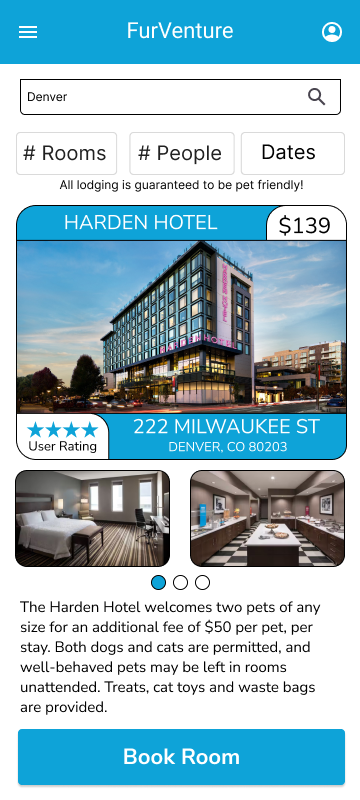 FurVenture
Denver
# Rooms
# People
Dates
All lodging is guaranteed to be pet friendly!
HARDEN HOTEL
$139
HARDEN HOTEL
User Rating
222 MILWAUKEE ST
DENVER, CO 80203
The Harden Hotel welcomes two pets of any
size for an additional fee of $50 per pet, per
stay. Both dogs and cats are permitted, and
well-behaved pets may be left in rooms
unattended. Treats, cat toys and waste bags
are provided.
Book Room